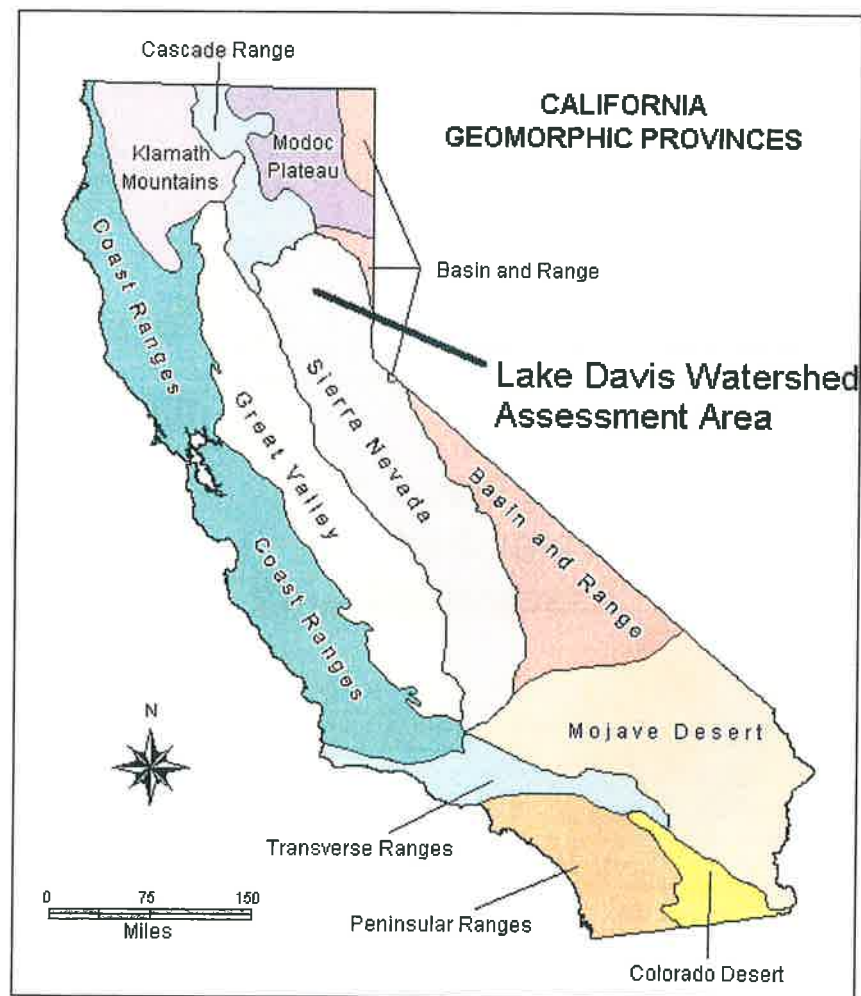 Cascade Range
CALIFORNIA
GEOMORPHIC PROVINCES
Klamath
Mountains
Modoc
Plateau
Coast Ranges
Basin and Range
Lake Davis Watershed
Assessment Area
Sierra Nevada
Great Valley
Basin and Range
Coast Ranges
N
Mojave Desert
Transverse Ranges
0 75 150
Miles
Peninsular Ranges
Colorado Desert